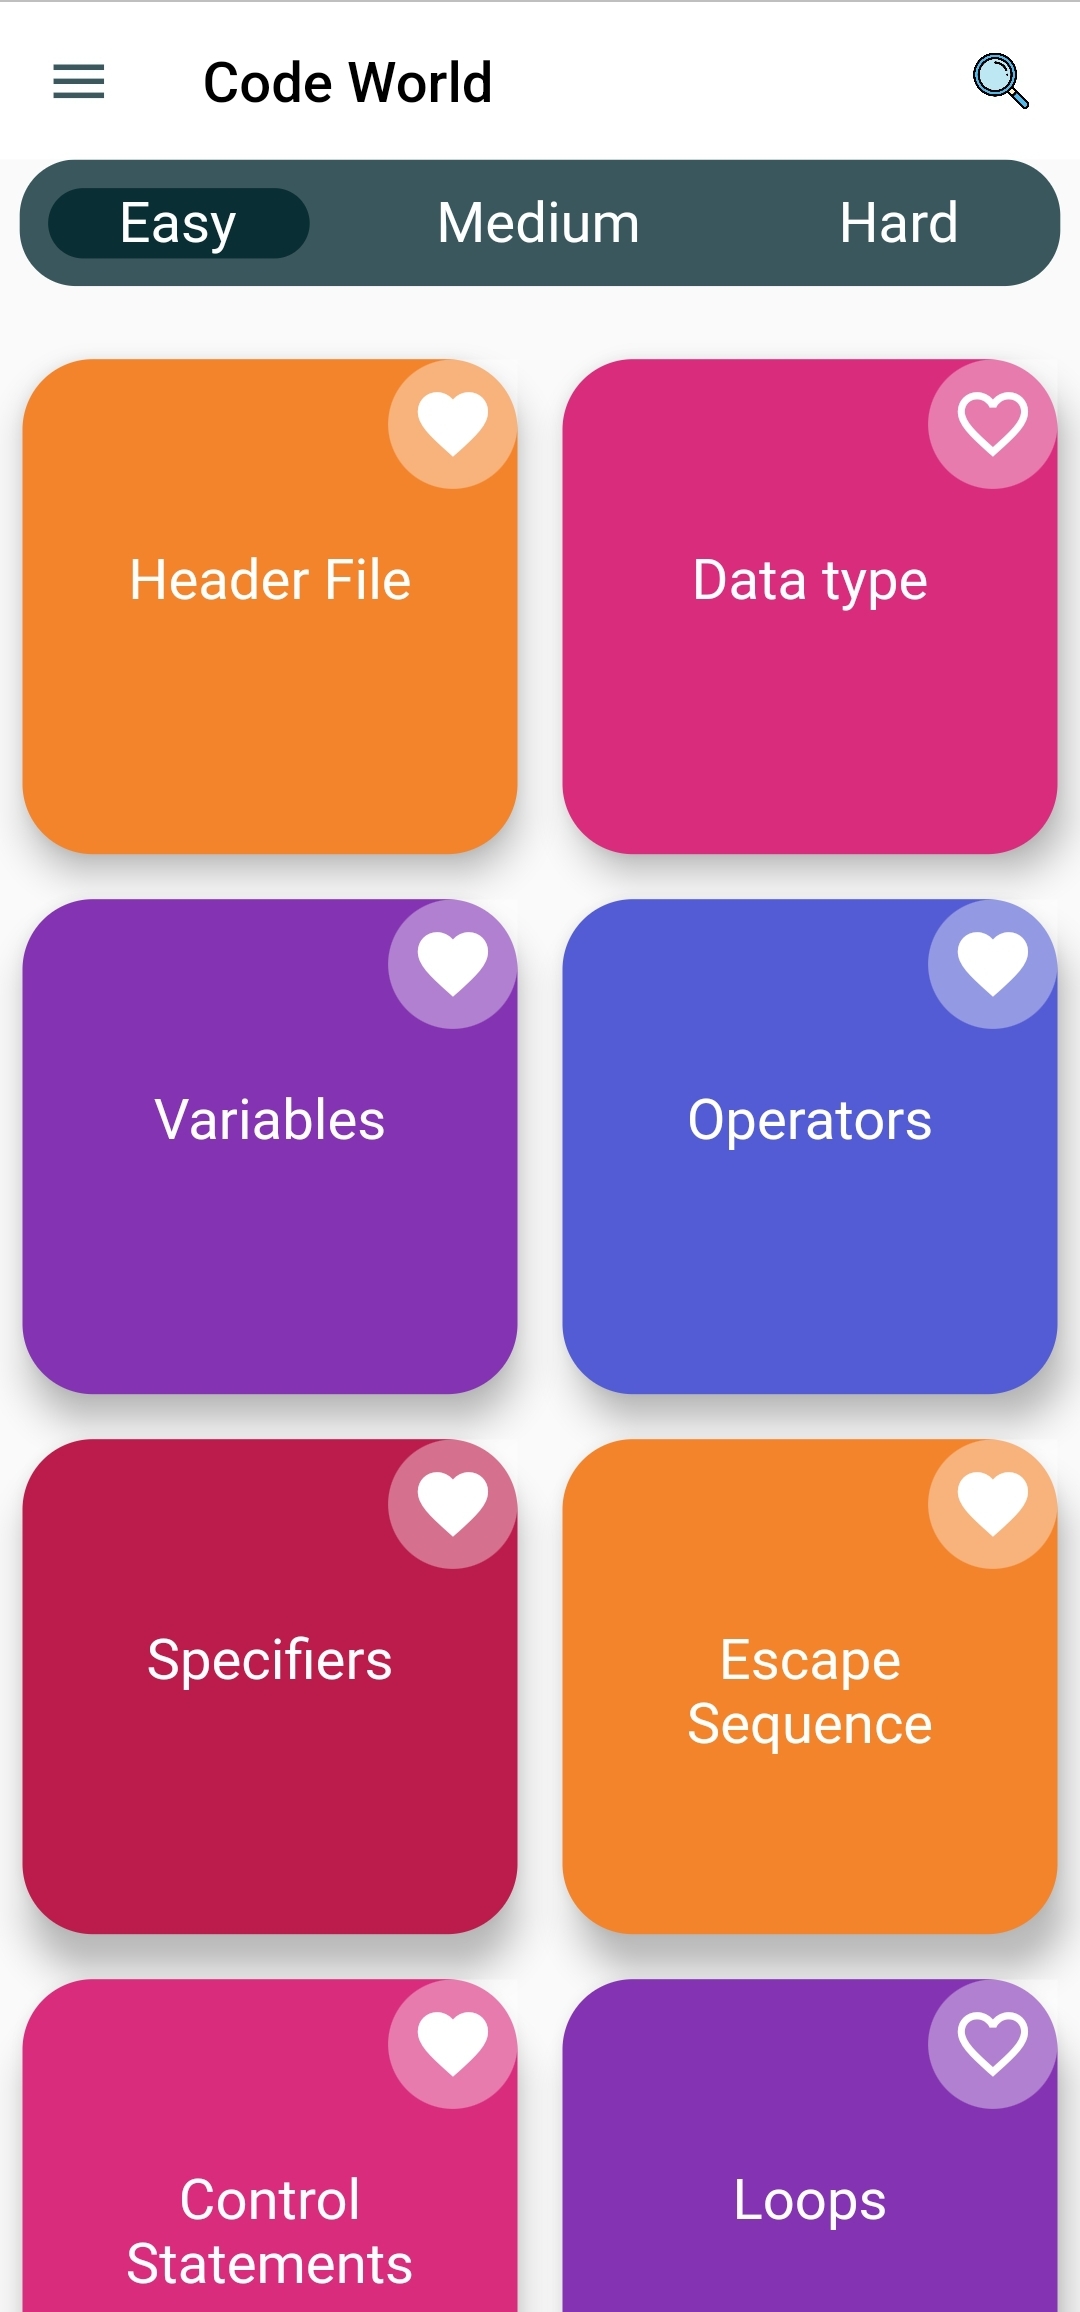 Code World
Easy Medium Hard
Header File
Data type
Variables
Operators
Specifiers
Escape
Sequence
Control
Statements
Loops